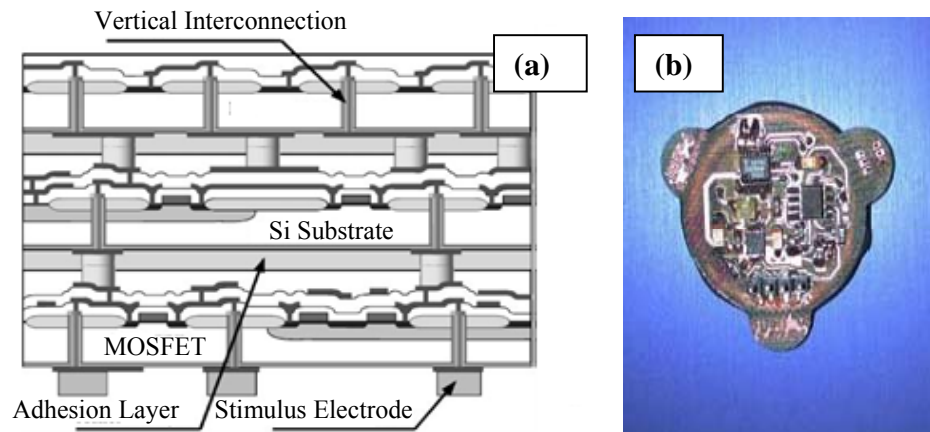 Vertical Interconnection
(a)
(b)
Si Substrate
MOSFET
Adhesion Layer
Stimulus Electrode